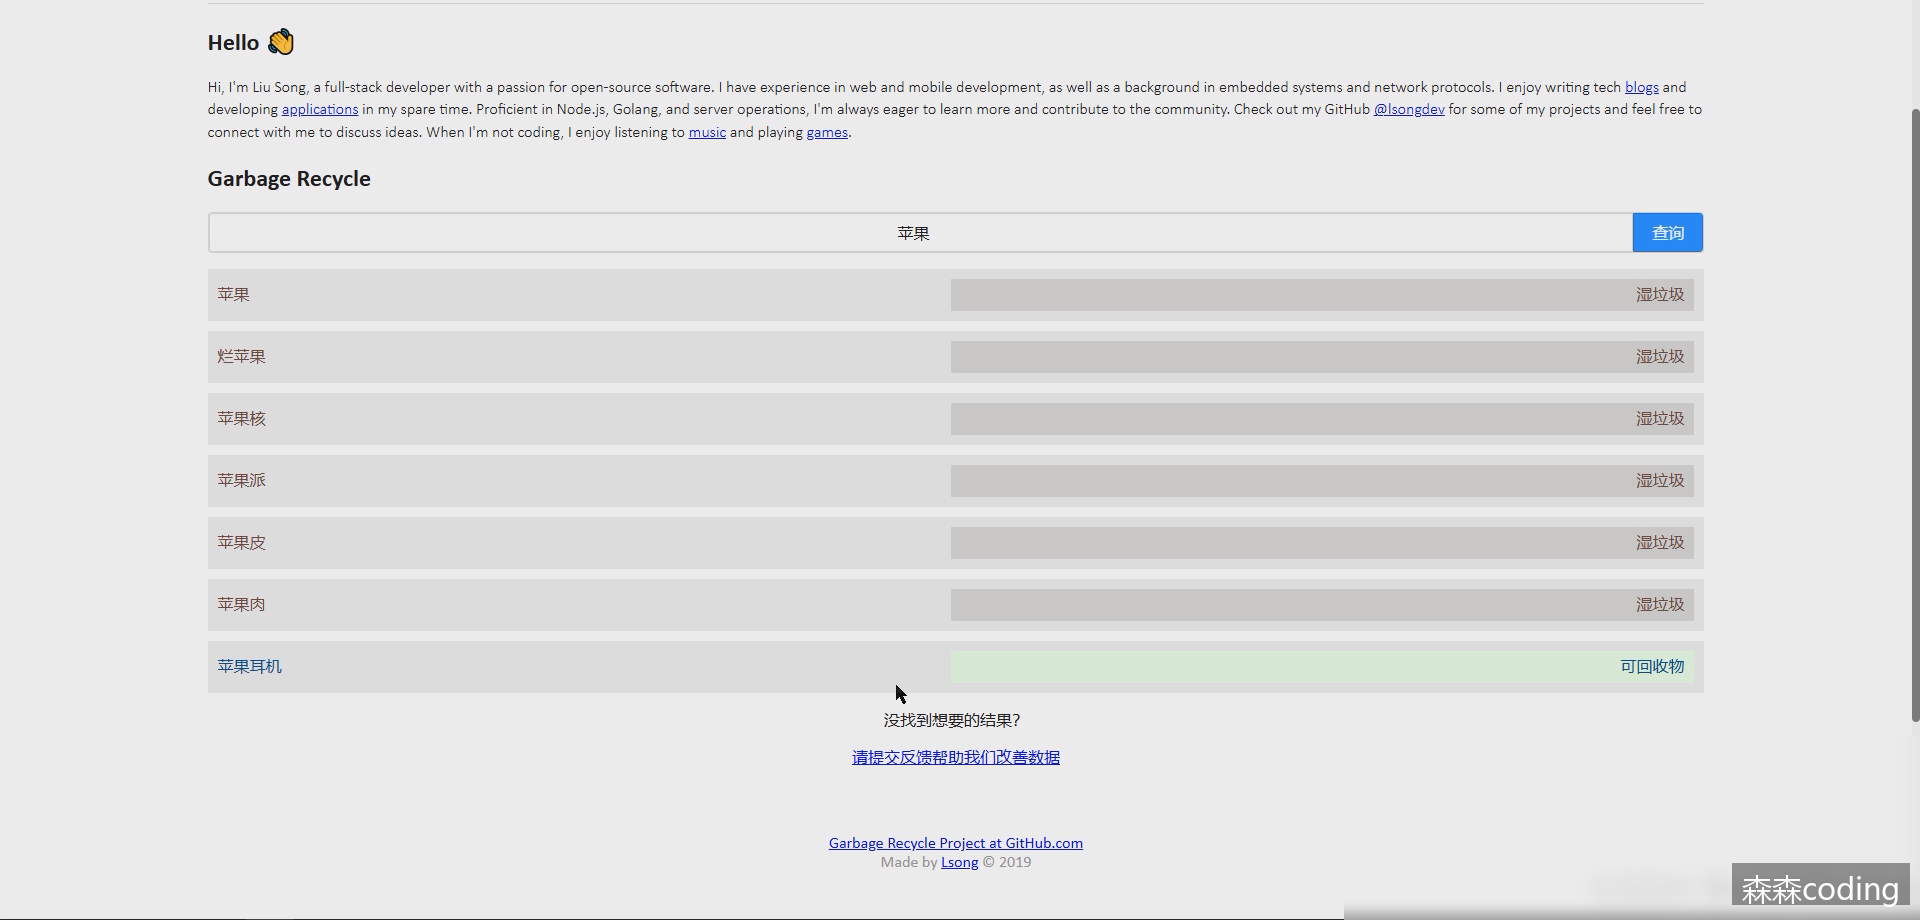 Hello
Hi, I'm Liu Song, a full-stack developer with a passion for open-source software. I have experience in web and mobile development, as well as a background in embedded systems and network protocols. I enjoy writing tech blogs and
developing applications in my spare time. Proficient in Node.js, Golang, and server operations, I'm always eager to learn more and contribute to the community. Check out my GitHub @lsongdev for some of my projects and feel free to
connect with me to discuss ideas. When I'm not coding, I enjoy listening to music and playing games.
Garbage Recycle
苹果 查询
苹果 湿垃圾
烂苹果 湿垃圾
苹果核 湿垃圾
苹果派 湿垃圾
苹果皮 湿垃圾
苹果肉 湿垃圾
苹果耳机 可回收物
没找到想要的结果?
请提交反馈帮助我们改善数据
Garbage Recycle Project at GitHub.com
Made by Lsong © 2019
森森coding